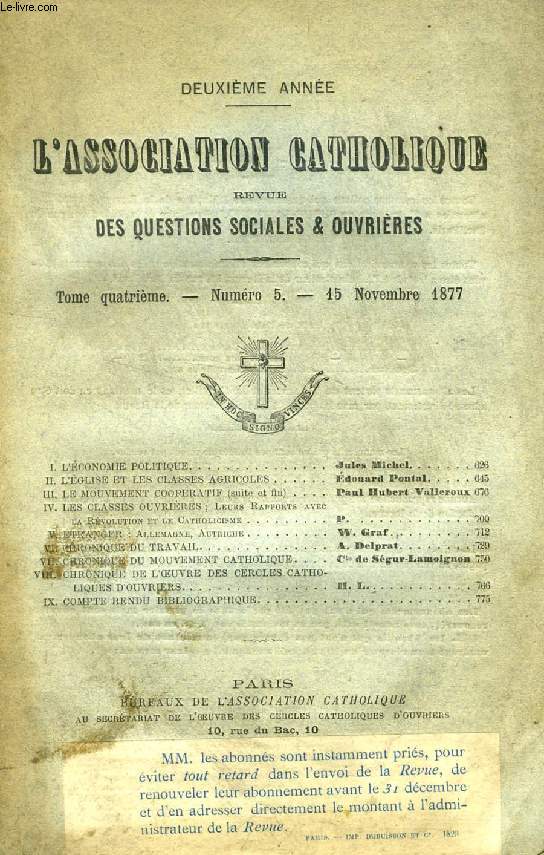 DEUXIÈME ANNÉE
L'ASSOCIATION CATHOLIQUE
REVUE
DES QUESTIONS SOCIALES & OUVRIÈRES
Tome quatrième. — Numéro 5. — 15 Novembre 1877
IN HOC SIGNO VINCES
I. L'ÉCONOMIE POLITIQUE. . . . . . . . . . . . . Jules Michel. . . . . . . 626
II. L'ÉGLISE ET LES CLASSES AGRICOLES . . . . . . Édouard Pontal. . . . . . 645
III. LE MOUVEMENT COOPÉRATIF (suite et fin) . . . . Paul Hubert Valleroux 676
IV. LES CLASSES OUVRIÈRES ; LEURS RAPPORTS AVEC
LA RÉVOLUTION ET LE CATHOLICISME . . . . . . . P. . . . . . . . . . . .
V. ÉTRANGER : ALLEMAGNE, AUTRICHE . . . . . . . . W. Graf . . . . . . . 712
VI. CHRONIQUE DU TRAVAIL. . . . . . . . . . . . . A. Delprat. . . . . . . 729
VII. CHRONIQUE DU MOUVEMENT CATHOLIQUE. . . . Cte de Ségur-Lamoignon 750
VIII. CHRONIQUE DE L'ŒUVRE DES CERCLES CATHO-
LIQUES D'OUVRIERS. . . . . . . . . . . . . . . H. L. . . . . . . . . . . 766
IX. COMPTE RENDU BIBLIOGRAPHIQUE. . . . . . . . . . . . . . . . . . . . 775
PARIS
BUREAUX DE L'ASSOCIATION CATHOLIQUE
AU SECRÉTARIAT DE L'ŒUVRE DES CERCLES CATHOLIQUES D'OUVRIERS
10, rue du Bac, 10
MM. les abonnés sont instamment priés, pour
éviter tout retard dans l'envoi de la Revue, de
renouveler leur abonnement avant le 31 décembre
et d'en adresser directement le montant à l'admi-
nistrateur de la Revue.
PARIS. — IMP. DUBUISSON ET Cie.